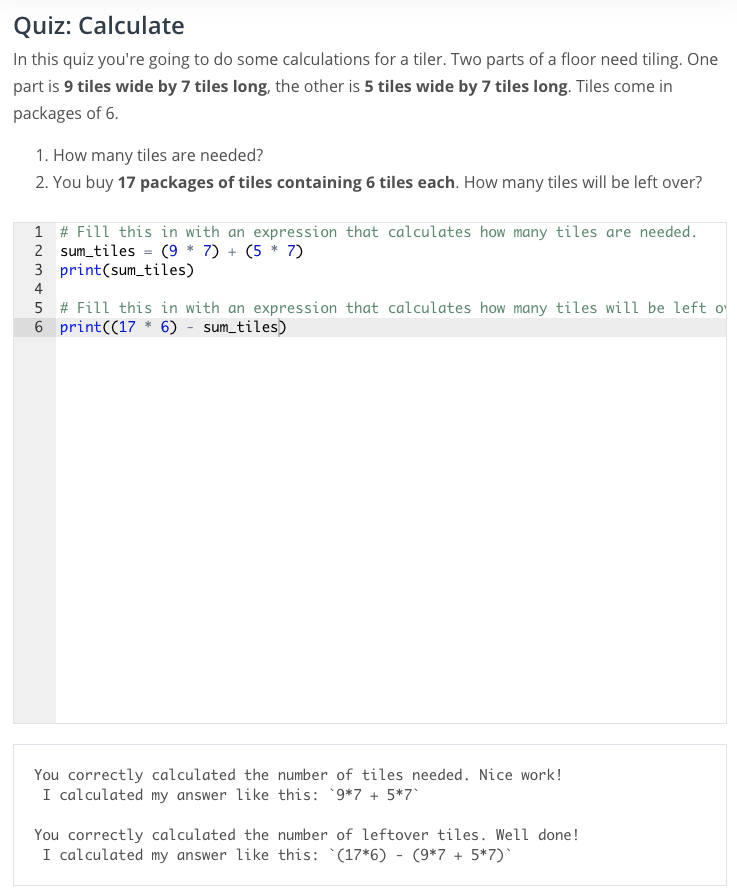 Quiz: Calculate
In this quiz you're going to do some calculations for a tiler. Two parts of a floor need tiling. One
part is 9 tiles wide by 7 tiles long, the other is 5 tiles wide by 7 tiles long. Tiles come in
packages of 6.
1. How many tiles are needed?
2. You buy 17 packages of tiles containing 6 tiles each. How many tiles will be left over?
1 # Fill this in with an expression that calculates how many tiles are needed.
2 sum_tiles = (9 * 7) + (5 * 7)
3 print(sum_tiles)
4
5 # Fill this in with an expression that calculates how many tiles will be left
6 print((17 * 6) - sum_tiles)
You correctly calculated the number of tiles needed. Nice work!
I calculated my answer like this: `9*7 + 5*7`
You correctly calculated the number of leftover tiles. Well done!
I calculated my answer like this: `(17*6) - (9*7 + 5*7)`